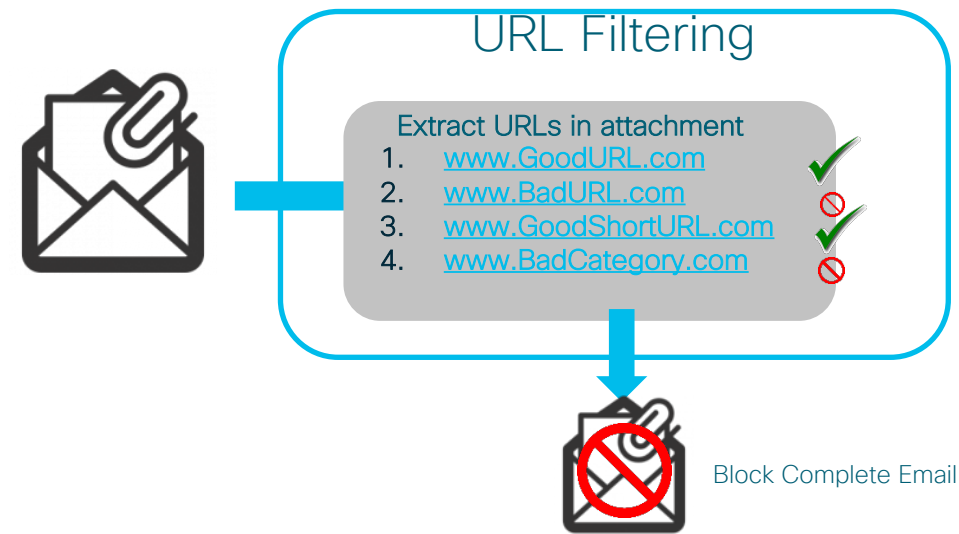 URL Filtering
Extract URLs in attachment
1. www.GoodURL.com
2. www.BadURL.com
3. www.GoodShortURL.com
4. www.BadCategory.com
Block Complete Email